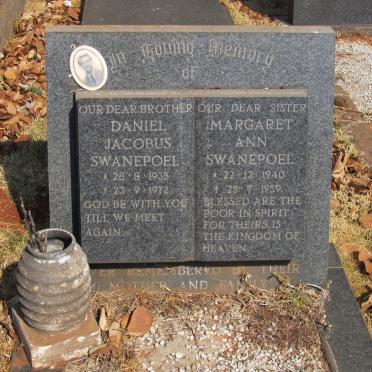 In Loving Memory
of
OUR DEAR BROTHER
DANIEL
JACOBUS
SWANEPOEL
28 · 8 · 1935
23 · 9 · 1972
GOD BE WITH YOU
TILL WE MEET
AGAIN.
OUR DEAR SISTER
MARGARET
ANN
SWANEPOEL
22 · 12 · 1940
25 · 7 · 1959
BLESSED ARE THE
POOR IN SPIRIT
FOR THEIRS IS
THE KINGDOM OF
HEAVEN
REMEMBERED BY THEIR
MOTHER AND